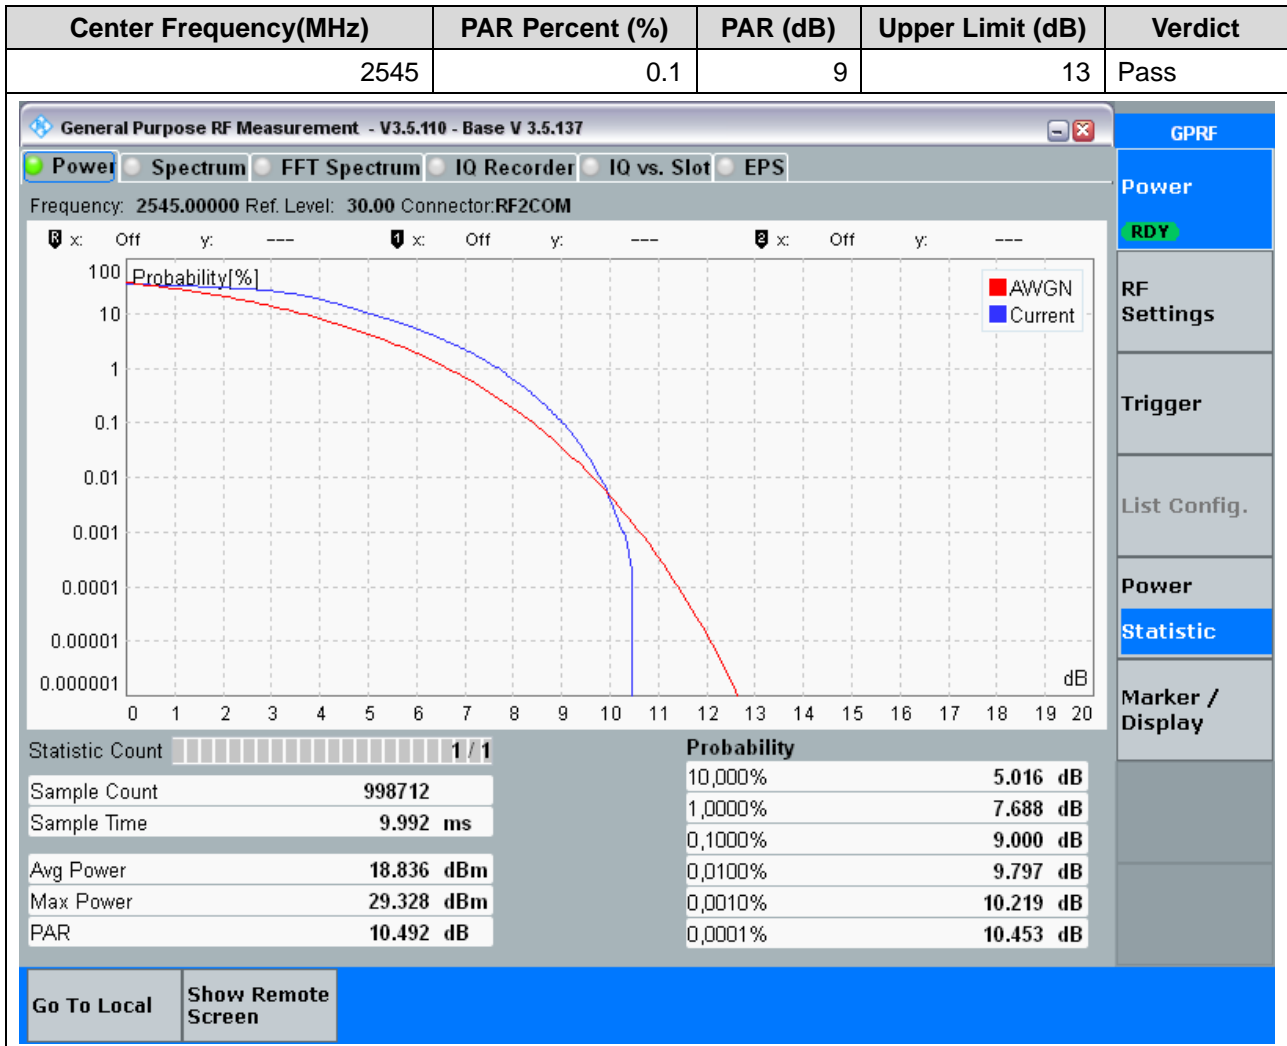 Center Frequency(MHz) PAR Percent (%) PAR (dB) Upper Limit (dB) Verdict
2545 0.1 9 13 Pass
General Purpose RF Measurement - V3.5.110 - Base V 3.5.137
GPRF
Power Spectrum FFT Spectrum IQ Recorder IQ vs. Slot EPS
Power
RDY
Frequency: 2545.00000 Ref. Level: 30.00 Connector:RF2COM
R x: Off y: --- 1 x: Off y: --- 2 x: Off y: ---
Probability[%]
AWGN
Current
100
10
1
0.1
0.01
0.001
0.0001
0.00001
0.000001
dB
0 1 2 3 4 5 6 7 8 9 10 11 12 13 14 15 16 17 18 19 20
RF
Settings
Trigger
List Config.
Power
Statistic
Marker /
Display
Statistic Count 1 / 1
Sample Count 998712
Sample Time 9.992 ms
Avg Power 18.836 dBm
Max Power 29.328 dBm
PAR 10.492 dB
Probability
10,000% 5.016 dB
1,0000% 7.688 dB
0,1000% 9.000 dB
0,0100% 9.797 dB
0,0010% 10.219 dB
0,0001% 10.453 dB
Go To Local
Show Remote
Screen